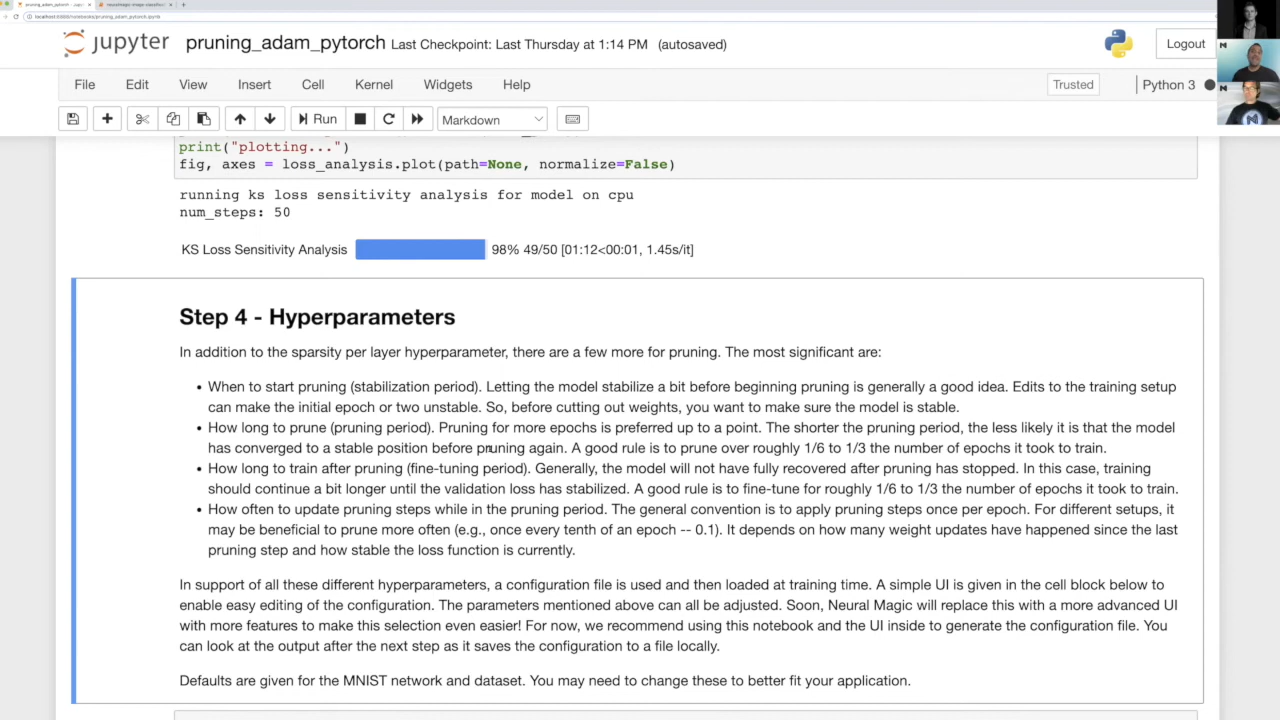 pruning_adam_pytorch - Jupyter
neuralmagic-image-classifica
localhost:8888/notebooks/pruning_adam_pytorch.ipynb
jupyter pruning_adam_pytorch Last Checkpoint: Last Thursday at 1:14 PM (autosaved)
Logout
File Edit View Insert Cell Kernel Widgets Help
Trusted
Python 3
Run
Markdown
print("plotting...")
fig, axes = loss_analysis.plot(path=None, normalize=False)
running ks loss sensitivity analysis for model on cpu
num_steps: 50
KS Loss Sensitivity Analysis 98% 49/50 [01:12<00:01, 1.45s/it]
Step 4 - Hyperparameters
In addition to the sparsity per layer hyperparameter, there are a few more for pruning. The most significant are:
• When to start pruning (stabilization period). Letting the model stabilize a bit before beginning pruning is generally a good idea. Edits to the training setup
can make the initial epoch or two unstable. So, before cutting out weights, you want to make sure the model is stable.
• How long to prune (pruning period). Pruning for more epochs is preferred up to a point. The shorter the pruning period, the less likely it is that the model
has converged to a stable position before pruning again. A good rule is to prune over roughly 1/6 to 1/3 the number of epochs it took to train.
• How long to train after pruning (fine-tuning period). Generally, the model will not have fully recovered after pruning has stopped. In this case, training
should continue a bit longer until the validation loss has stabilized. A good rule is to fine-tune for roughly 1/6 to 1/3 the number of epochs it took to train.
• How often to update pruning steps while in the pruning period. The general convention is to apply pruning steps once per epoch. For different setups, it
may be beneficial to prune more often (e.g., once every tenth of an epoch -- 0.1). It depends on how many weight updates have happened since the last
pruning step and how stable the loss function is currently.
In support of all these different hyperparameters, a configuration file is used and then loaded at training time. A simple UI is given in the cell block below to
enable easy editing of the configuration. The parameters mentioned above can all be adjusted. Soon, Neural Magic will replace this with a more advanced UI
with more features to make this selection even easier! For now, we recommend using this notebook and the UI inside to generate the configuration file. You
can look at the output after the next step as it saves the configuration to a file locally.
Defaults are given for the MNIST network and dataset. You may need to change these to better fit your application.